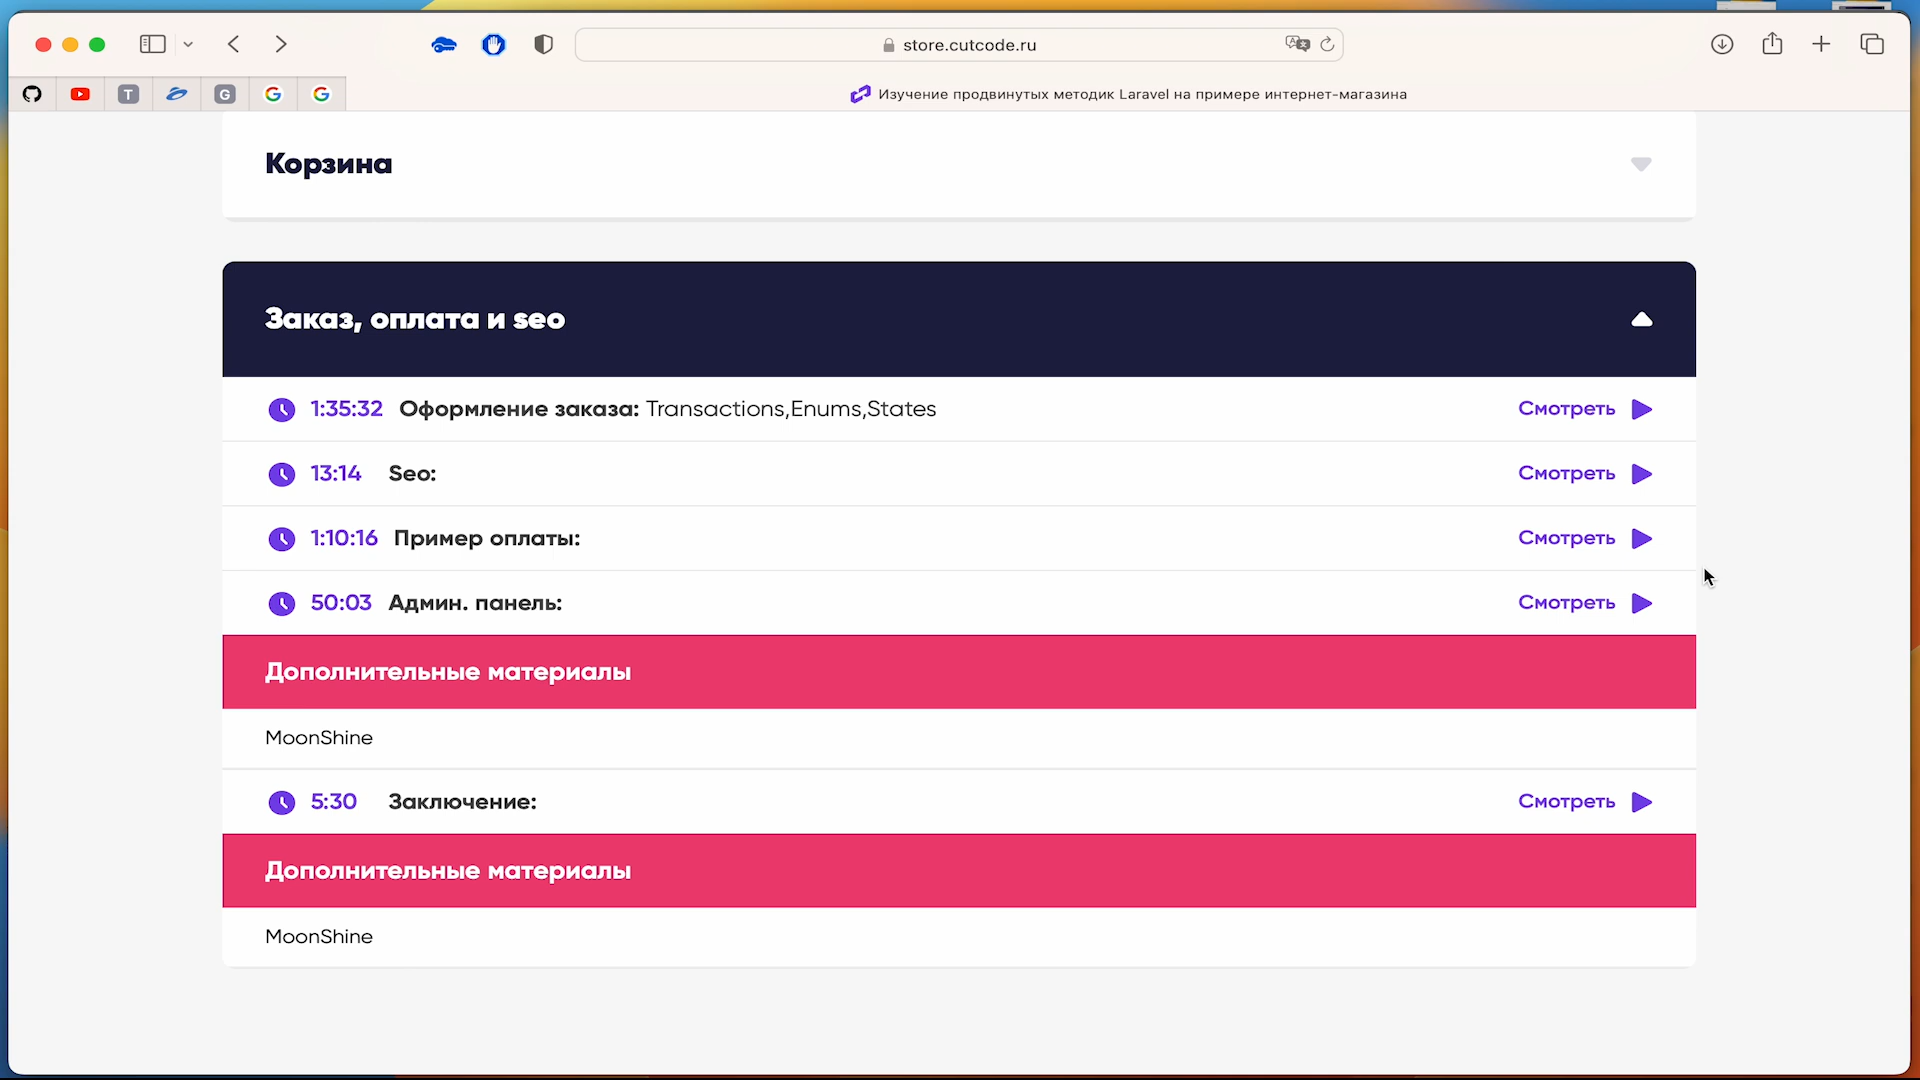 store.cutcode.ru
T
G
Изучение продвинутых методик Laravel на примере интернет-магазина
Корзина
Заказ, оплата и seo
1:35:32 Оформление заказа: Transactions,Enums,States Смотреть
13:14 Seo: Смотреть
1:10:16 Пример оплаты: Смотреть
50:03 Админ. панель: Смотреть
Дополнительные материалы
MoonShine
5:30 Заключение: Смотреть
Дополнительные материалы
MoonShine